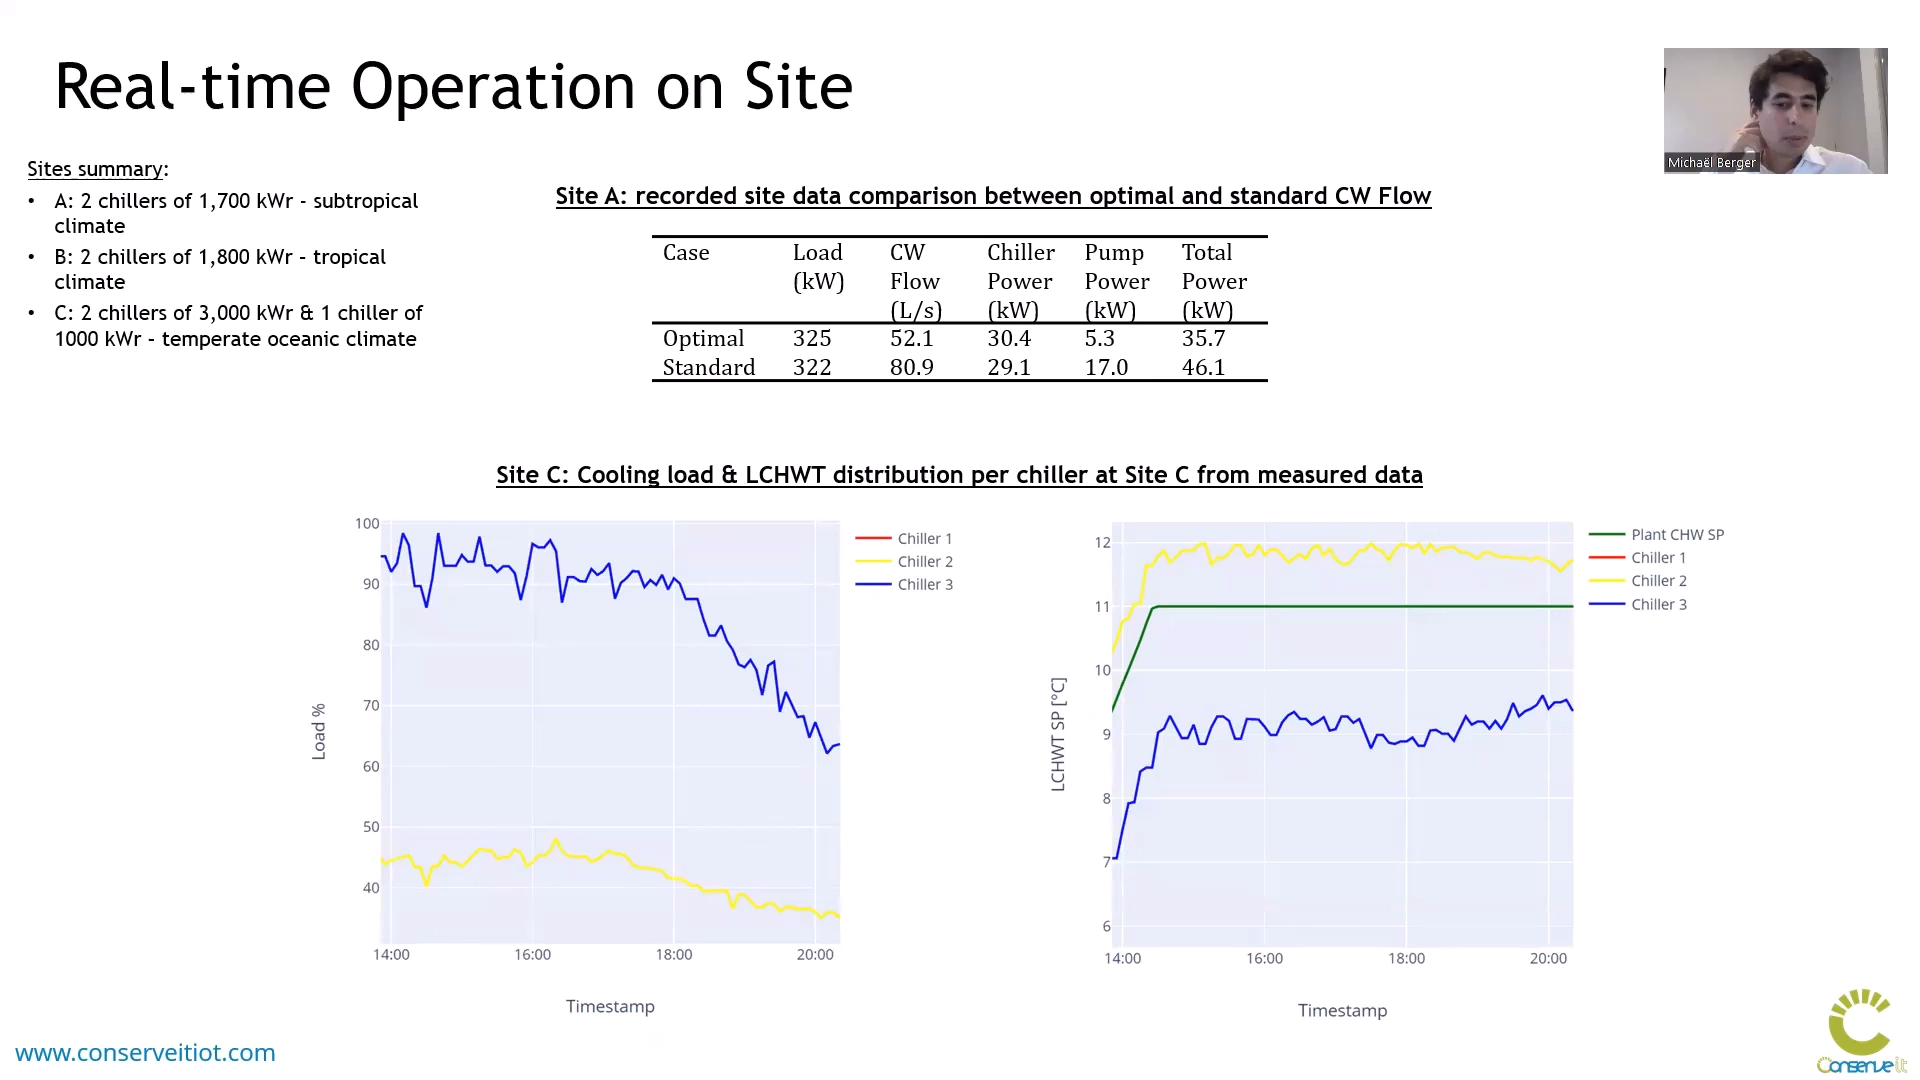 Real-time Operation on Site
Michaël Berger
Sites summary:
• A: 2 chillers of 1,700 kWr - subtropical
climate
• B: 2 chillers of 1,800 kWr – tropical
climate
• C: 2 chillers of 3,000 kWr & 1 chiller of
1000 kWr – temperate oceanic climate
Site A: recorded site data comparison between optimal and standard CW Flow
Case Load (kW) CW Flow (L/s) Chiller Power (kW) Pump Power (kW) Total Power (kW)
Optimal 325 52.1 30.4 5.3 35.7
Standard 322 80.9 29.1 17.0 46.1
Site C: Cooling load & LCHWT distribution per chiller at Site C from measured data
100
90
80
70
60
50
40
Load %
14:00 16:00 18:00 20:00
Timestamp
Chiller 1
Chiller 2
Chiller 3
12
11
10
9
8
7
6
LCHWT SP [°C]
14:00 16:00 18:00 20:00
Timestamp
Plant CHW SP
Chiller 1
Chiller 2
Chiller 3
www.conserveitiot.com
Conserve it